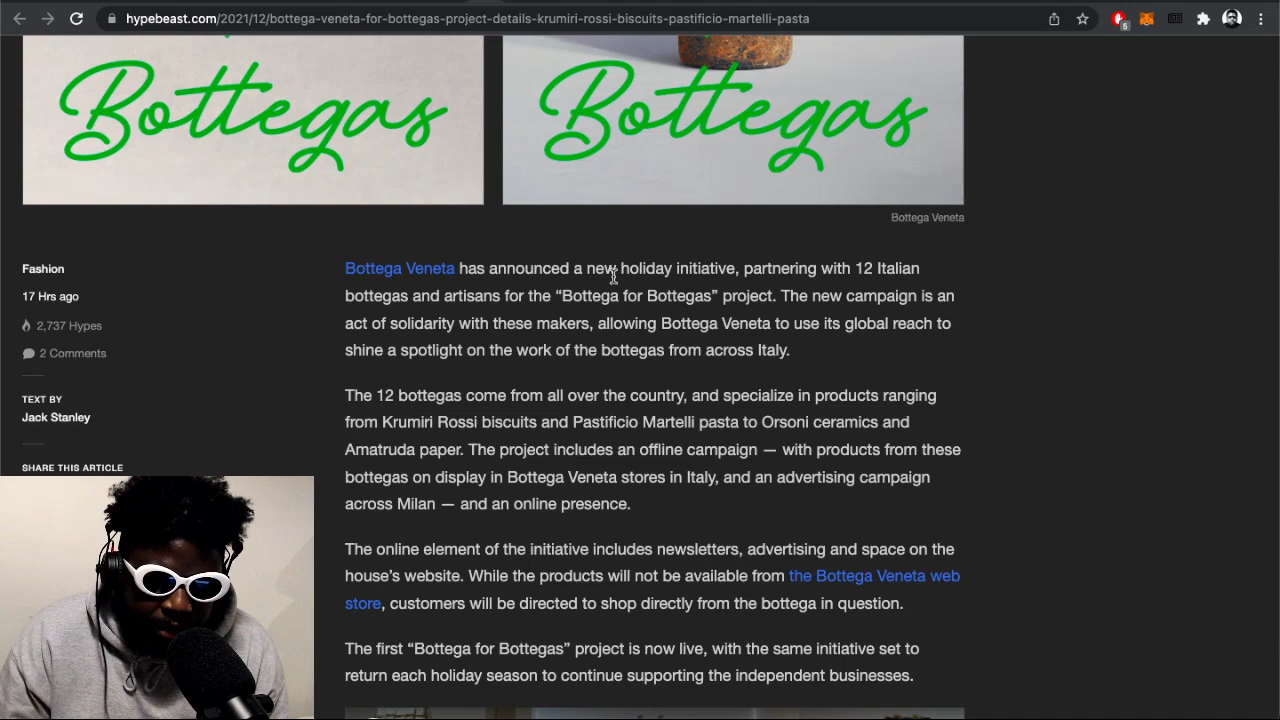 hypebeast.com/2021/12/bottega-veneta-for-bottegas-project-details-krumiri-rossi-biscuits-pastificio-martelli-pasta
5
Bottegas
Bottegas
Bottega Veneta
Fashion
17 Hrs ago
2,737 Hypes
2 Comments
TEXT BY
Jack Stanley
SHARE THIS ARTICLE
Bottega Veneta has announced a new holiday initiative, partnering with 12 Italian
bottegas and artisans for the “Bottega for Bottegas” project. The new campaign is an
act of solidarity with these makers, allowing Bottega Veneta to use its global reach to
shine a spotlight on the work of the bottegas from across Italy.
The 12 bottegas come from all over the country, and specialize in products ranging
from Krumiri Rossi biscuits and Pastificio Martelli pasta to Orsoni ceramics and
Amatruda paper. The project includes an offline campaign — with products from these
bottegas on display in Bottega Veneta stores in Italy, and an advertising campaign
across Milan — and an online presence.
The online element of the initiative includes newsletters, advertising and space on the
house’s website. While the products will not be available from the Bottega Veneta web
store, customers will be directed to shop directly from the bottega in question.
The first “Bottega for Bottegas” project is now live, with the same initiative set to
return each holiday season to continue supporting the independent businesses.